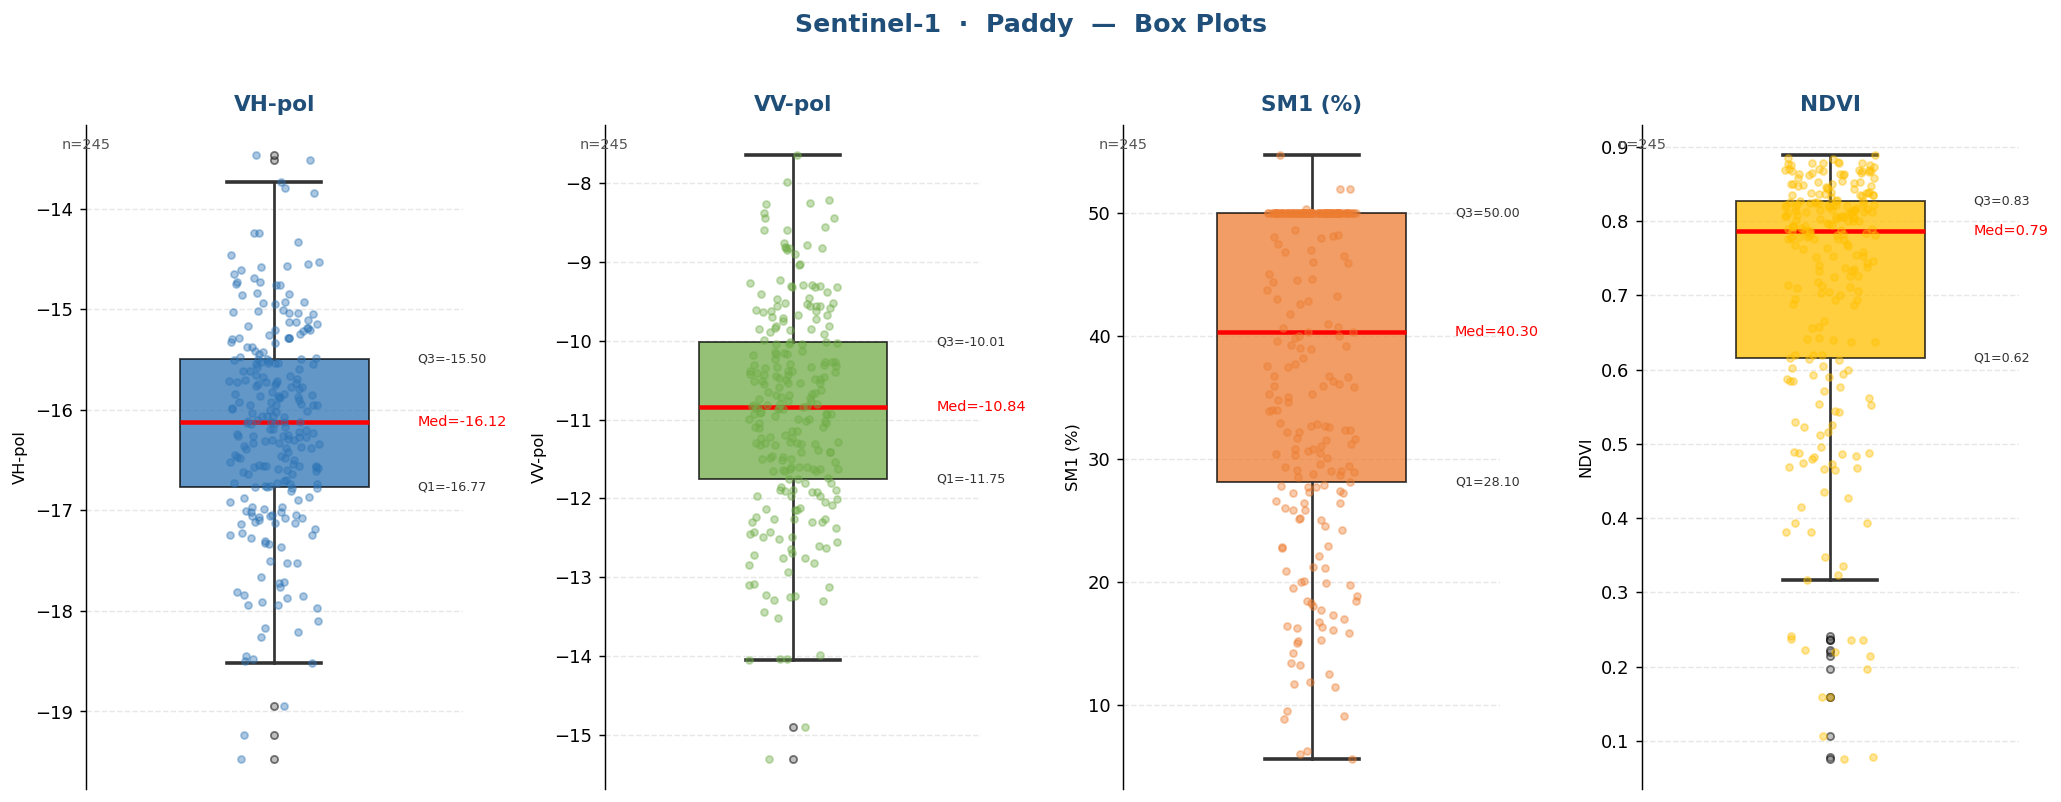 Sentinel-1 · Paddy — Box Plots
VH-pol
n=245
−14
−15
−16
−17
−18
−19
VH-pol
Q3=-15.50
Med=-16.12
Q1=-16.77
VV-pol
n=245
−8
−9
−10
−11
−12
−13
−14
−15
VV-pol
Q3=-10.01
Med=-10.84
Q1=-11.75
SM1 (%)
n=245
50
40
30
20
10
SM1 (%)
Q3=50.00
Med=40.30
Q1=28.10
NDVI
n=245
0.9
0.8
0.7
0.6
0.5
0.4
0.3
0.2
0.1
NDVI
Q3=0.83
Med=0.79
Q1=0.62